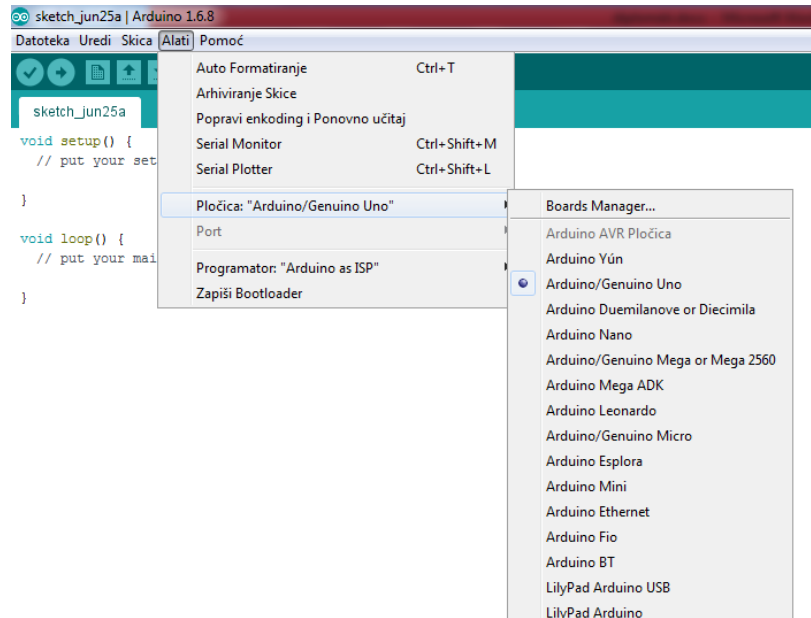 sketch_jun25a | Arduino 1.6.8
Datoteka Uredi Skica Alati Pomoć
sketch_jun25a
void setup() {
// put your set
}
void loop() {
// put your mai
}
Auto Formatiranje Ctrl+T
Arhiviranje Skice
Popravi enkoding i Ponovno učitaj
Serial Monitor Ctrl+Shift+M
Serial Plotter Ctrl+Shift+L
Pločica: "Arduino/Genuino Uno"
Port
Programator: "Arduino as ISP"
Zapiši Bootloader
Boards Manager...
Arduino AVR Pločica
Arduino Yún
Arduino/Genuino Uno
Arduino Duemilanove or Diecimila
Arduino Nano
Arduino/Genuino Mega or Mega 2560
Arduino Mega ADK
Arduino Leonardo
Arduino/Genuino Micro
Arduino Esplora
Arduino Mini
Arduino Ethernet
Arduino Fio
Arduino BT
LilyPad Arduino USB
LilyPad Arduino